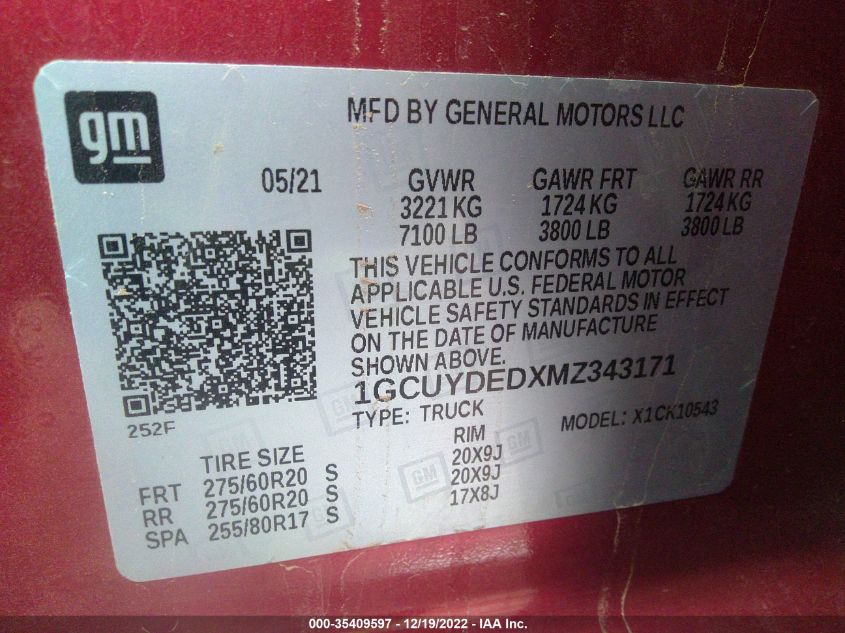 gm
MFD BY GENERAL MOTORS LLC
05/21 GVWR GAWR FRT GAWR RR
3221 KG 1724 KG 1724 KG
7100 LB 3800 LB 3800 LB
THIS VEHICLE CONFORMS TO ALL
APPLICABLE U.S. FEDERAL MOTOR
VEHICLE SAFETY STANDARDS IN EFFECT
ON THE DATE OF MANUFACTURE
SHOWN ABOVE.
1GCUYDEDXMZ343171
252F
TYPE: TRUCK MODEL: X1CK10543
TIRE SIZE RIM
FRT 275/60R20 S 20X9J
RR 275/60R20 S 20X9J
SPA 255/80R17 S 17X8J
GM GM
000-35409597 - 12/19/2022 - IAA Inc.